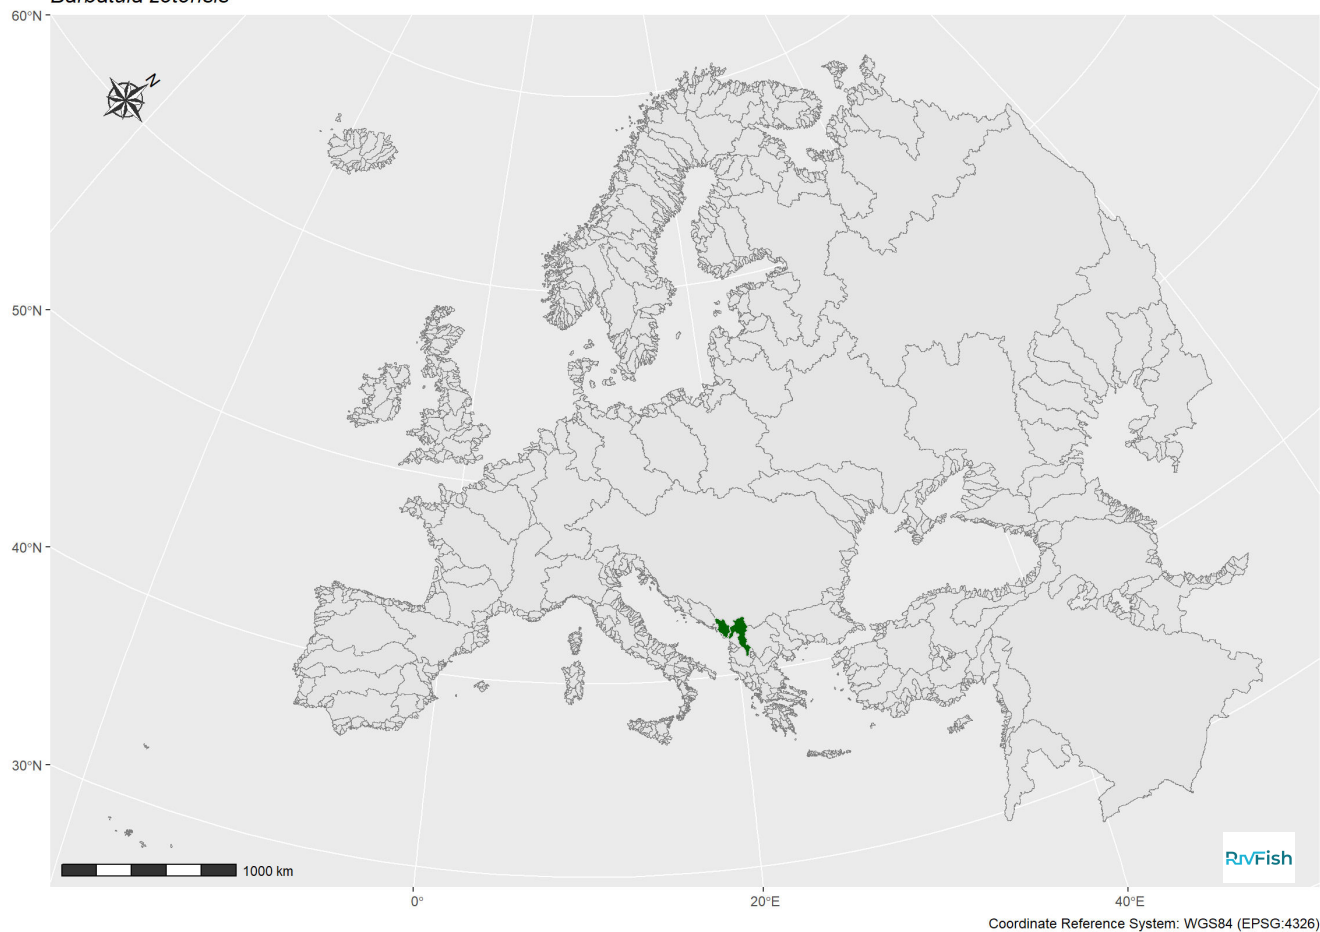 Barbatula zetensis
60°N
N
50°N
40°N
30°N
1000 km
RIVFish
0°
20°E
40°E
Coordinate Reference System: WGS84 (EPSG:4326)